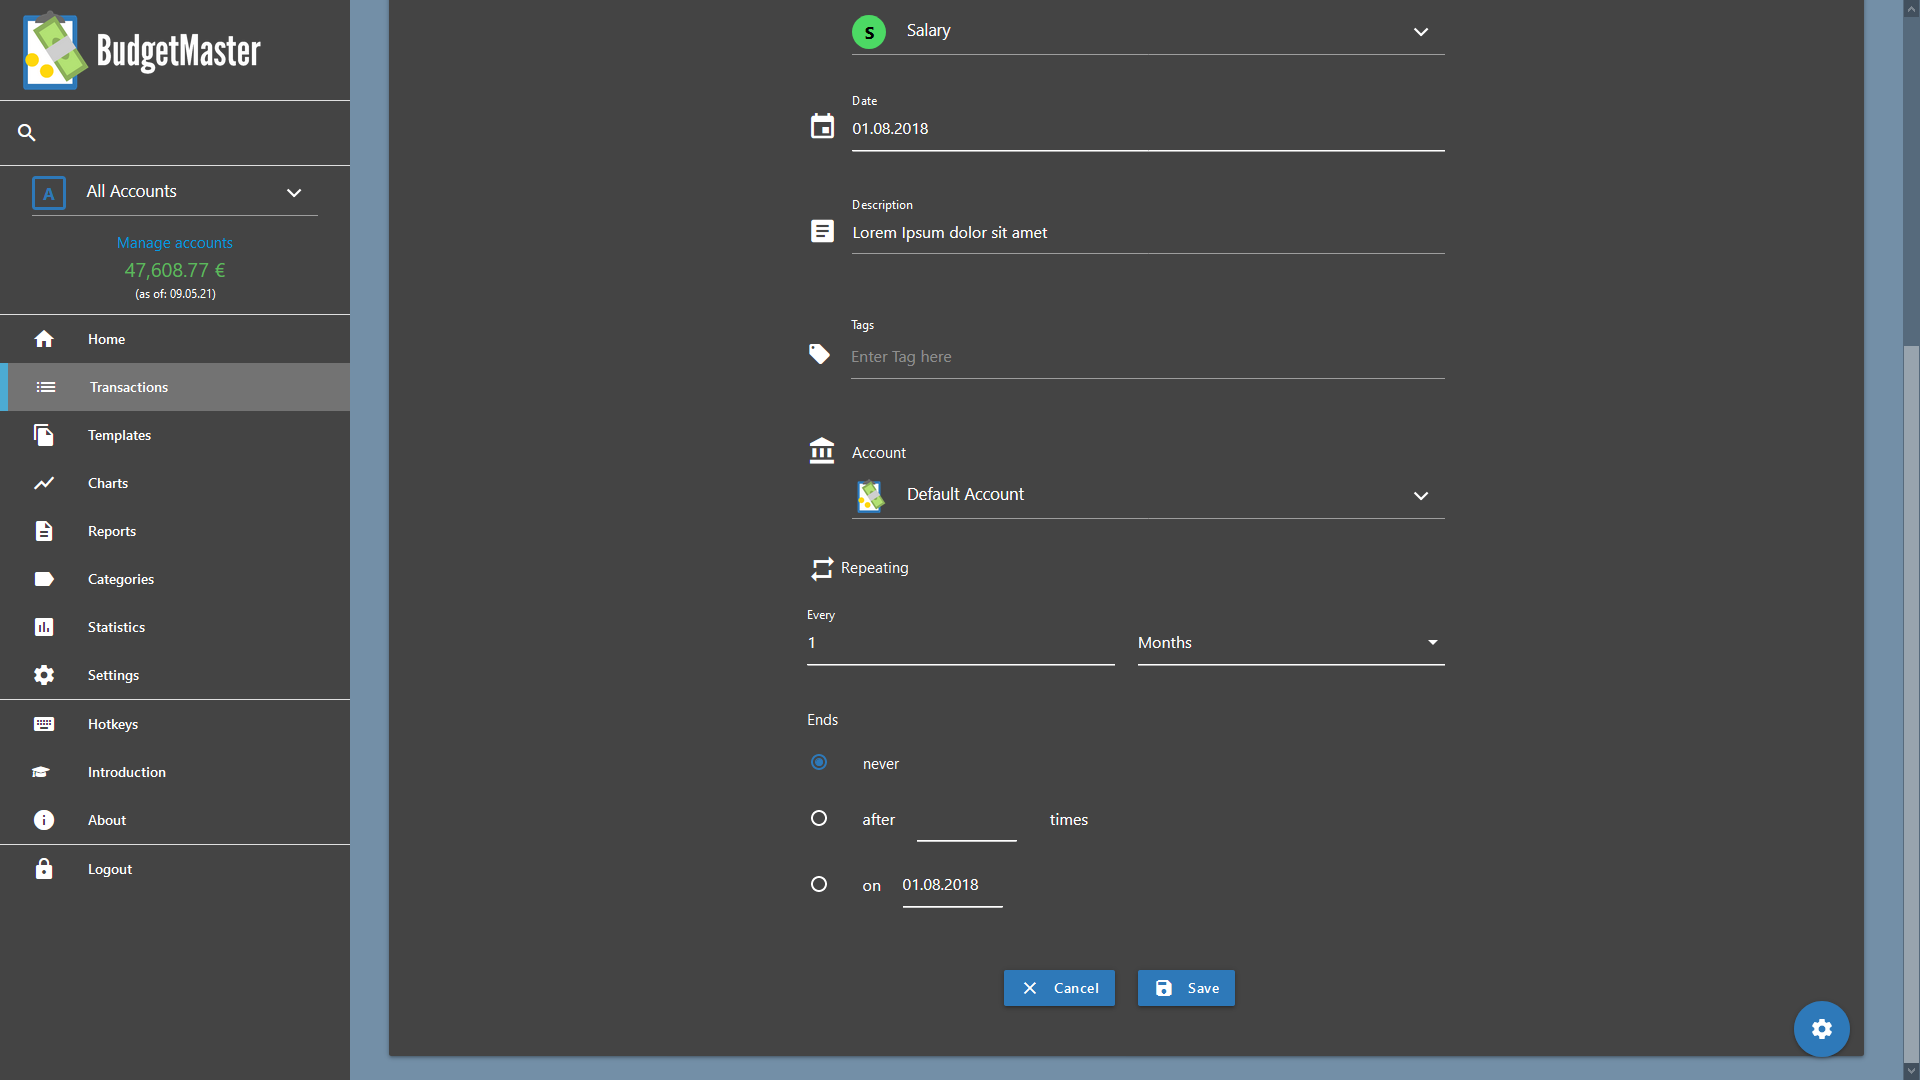 BudgetMaster
A All Accounts
Manage accounts
47,608.77 €
(as of: 09.05.21)
Home
Transactions
Templates
Charts
Reports
Categories
Statistics
Settings
Hotkeys
Introduction
About
Logout
S Salary
Date
01.08.2018
Description
Lorem Ipsum dolor sit amet
Tags
Enter Tag here
Account
Default Account
Repeating
Every
1 Months
Ends
never
after times
on 01.08.2018
Cancel Save